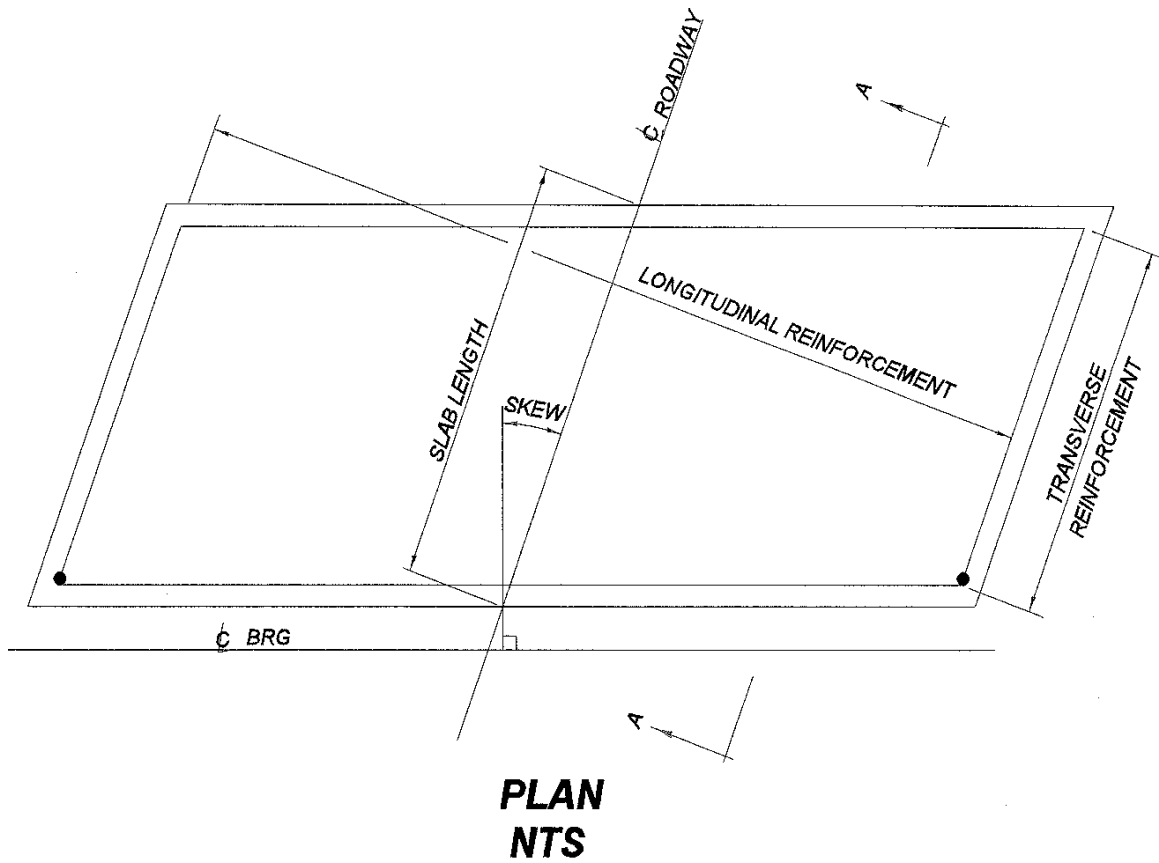 ℄ ROADWAY
A
LONGITUDINAL REINFORCEMENT
SLAB LENGTH
SKEW
TRANSVERSE
REINFORCEMENT
℄ BRG
A
PLAN
NTS